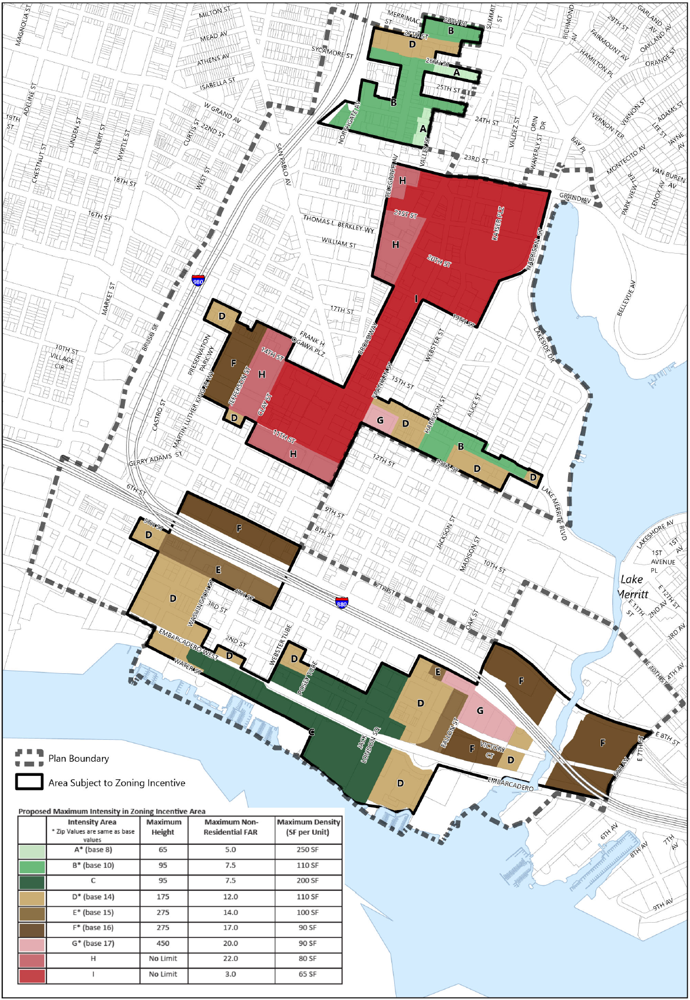 MAGNOLIA ST
MILTON ST
MEAD AV
ATHENS AV
ISABELLA ST
SYCAMORE ST
MERRIMAC
ST
28TH ST
27TH ST
SUMMIT
ST
RICHMOND
AV
29TH ST
GARLAND
AV
FAIRMOUNT AV
OAKLAND AV
HAMILTON PL
ORANGE ST
B
D
26TH ST
A
25TH ST
B
A
24TH ST
23RD ST
VALLEY ST
NORTHGATE AV
VALDEZ ST
ORIN
DR
WAVERLY ST
BAY PL
VERNON TER
VERNON ST
ADAMS ST
LEE ST
JAYNE
AV
MONTECITO AV
VAN BUREN
AV
PARK VIEW TER
LENOX AV
GRAND AV
ADELINE ST
19TH
ST
CHESTNUT ST
LINDEN ST
FILBERT ST
MYRTLE ST
W GRAND AV
22ND ST
CURTIS ST
WEST ST
18TH ST
16TH ST
SAN PABLO AV
TELEGRAPH AV
H
21ST ST
H
THOMAS L. BERKLEY WY
WILLIAM ST
KAISER PLZ
20TH ST
HARRISON ST
980
MARKET ST
BRUSH ST
17TH ST
I
19TH ST
BELLEVUE AV
D
FRANK H
OGAWA PLZ
BROADWAY
WEBSTER ST
LAKESIDE DR
10TH ST
VILLAGE
CIR
PRESERVATION
PARK WY
14TH ST
F
H
JEFFERSON ST
CLAY ST
FRANKLIN ST
15TH ST
HARRISON ST
ALICE ST
CASTRO ST
MARTIN LUTHER KING JR WY
D
G
D
11TH ST
H
B
D
D
12TH ST
13TH ST
GERRY ADAMS ST
6TH ST
LAKE MERRITT BLVD
9TH ST
8TH ST
F
5TH ST
D
JACKSON ST
MADISON ST
10TH ST
LAKESHORE AV
1ST
AV
1ST
AVENUE
PL
E
4TH ST
7TH ST
Lake
Merritt
D
WASHINGTON ST
3RD ST
880
E 12TH ST
E 11TH
ST
2ND AV
3RD AV
OAK ST
EMBARCADERO WEST
2ND ST
WEBSTER TUBE
D
D
WATER ST
POSEY TUBE
E
F
E 10TH ST
4TH AV
D
G
C
JACK
LONDON SQ
FALLON ST
F
VICTORY
CT
D
F
E 8TH ST
E 7TH ST
5TH AV
D
EMBARCADERO
6TH AV
7TH
AV
8TH AV
9TH AV
Plan Boundary
Area Subject to Zoning Incentive
Proposed Maximum Intensity in Zoning Incentive Area
Intensity Area
* Zip Values are same as base
values
Maximum
Height
Maximum Non-
Residential FAR
Maximum Density
(SF per Unit)
A* (base 8) 65 5.0 250 SF
B* (base 10) 95 7.5 110 SF
C 95 7.5 200 SF
D* (base 14) 175 12.0 110 SF
E* (base 15) 275 14.0 100 SF
F* (base 16) 275 17.0 90 SF
G* (base 17) 450 20.0 90 SF
H No Limit 22.0 80 SF
I No Limit 3.0 65 SF